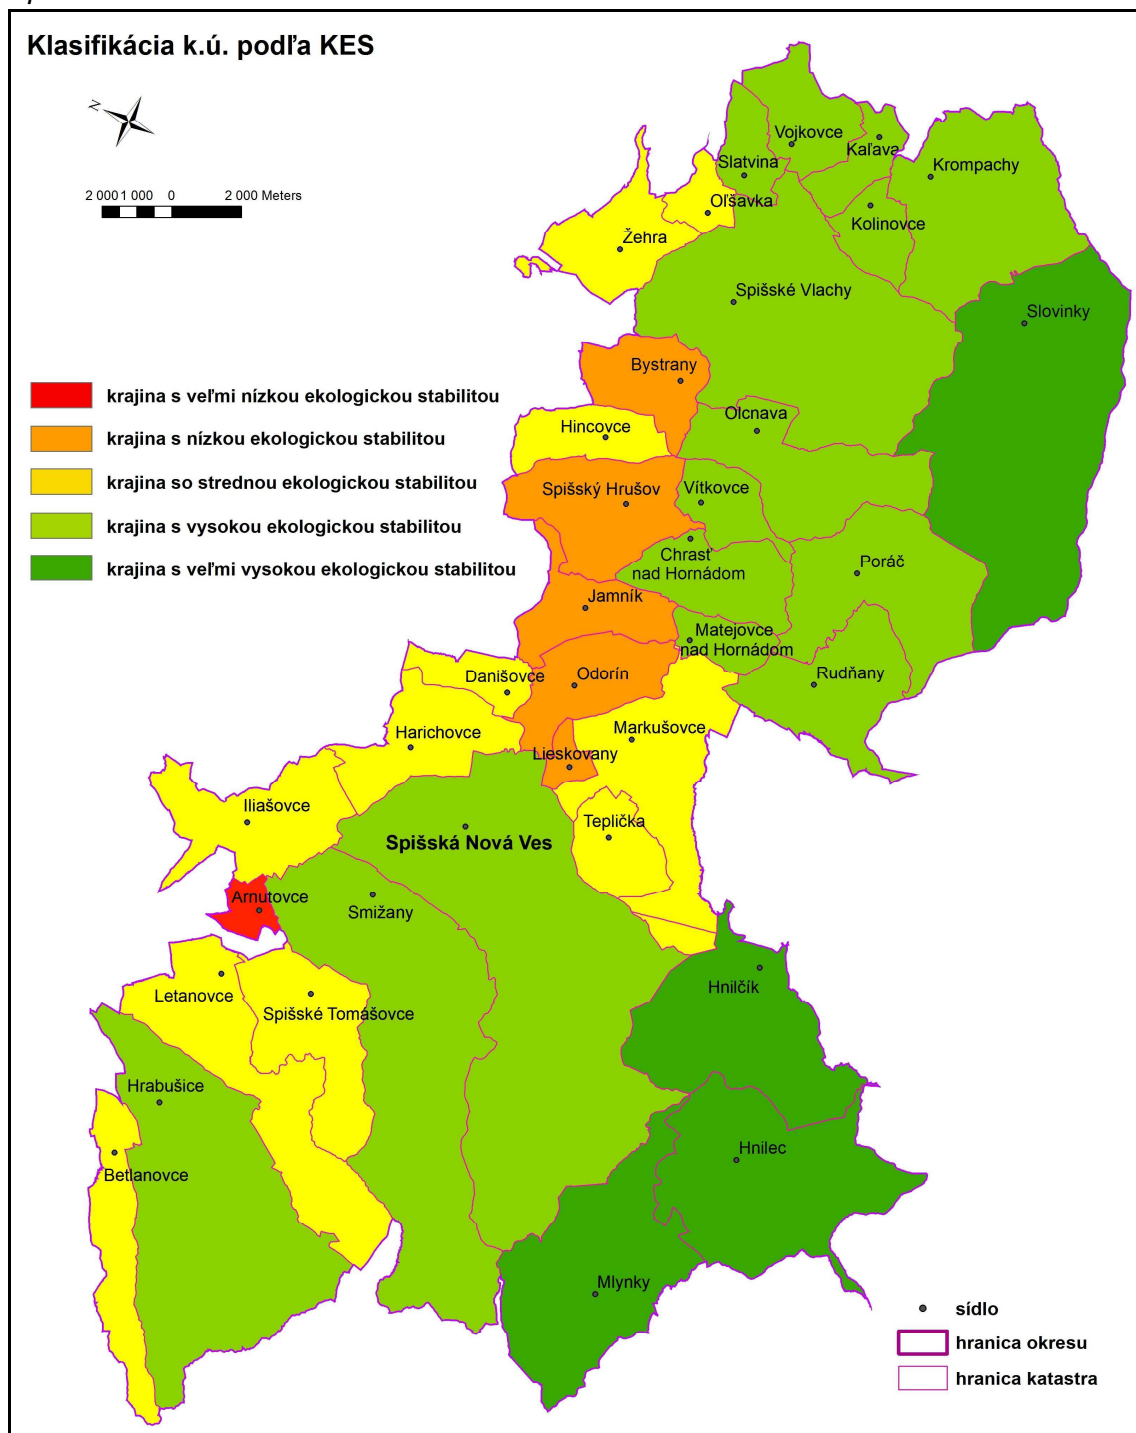 Klasifikácia k.ú. podľa KES
N
2 000 1 000 0 2 000 Meters
Vojkovce
Kaľava
Slatvina
Krompachy
Oľšavka
Kolinovce
Žehra
Spišské Vlachy
Slovinky
Bystrany
krajina s veľmi nízkou ekologickou stabilitou
Olcnava
Hincovce
krajina s nízkou ekologickou stabilitou
krajina so strednou ekologickou stabilitou
Spišský Hrušov
Vítkovce
krajina s vysokou ekologickou stabilitou
Chrasť
nad Hornádom
Poráč
krajina s veľmi vysokou ekologickou stabilitou
Jamník
Matejovce
nad Hornádom
Danišovce
Odorín
Rudňany
Harichovce
Markušovce
Lieskovany
Iliašovce
Teplička
Spišská Nová Ves
Arnutovce
Smižany
Letanovce
Hnilčík
Spišské Tomášovce
Hrabušice
Hnilec
Betlanovce
Mlynky
sídlo
hranica okresu
hranica katastra